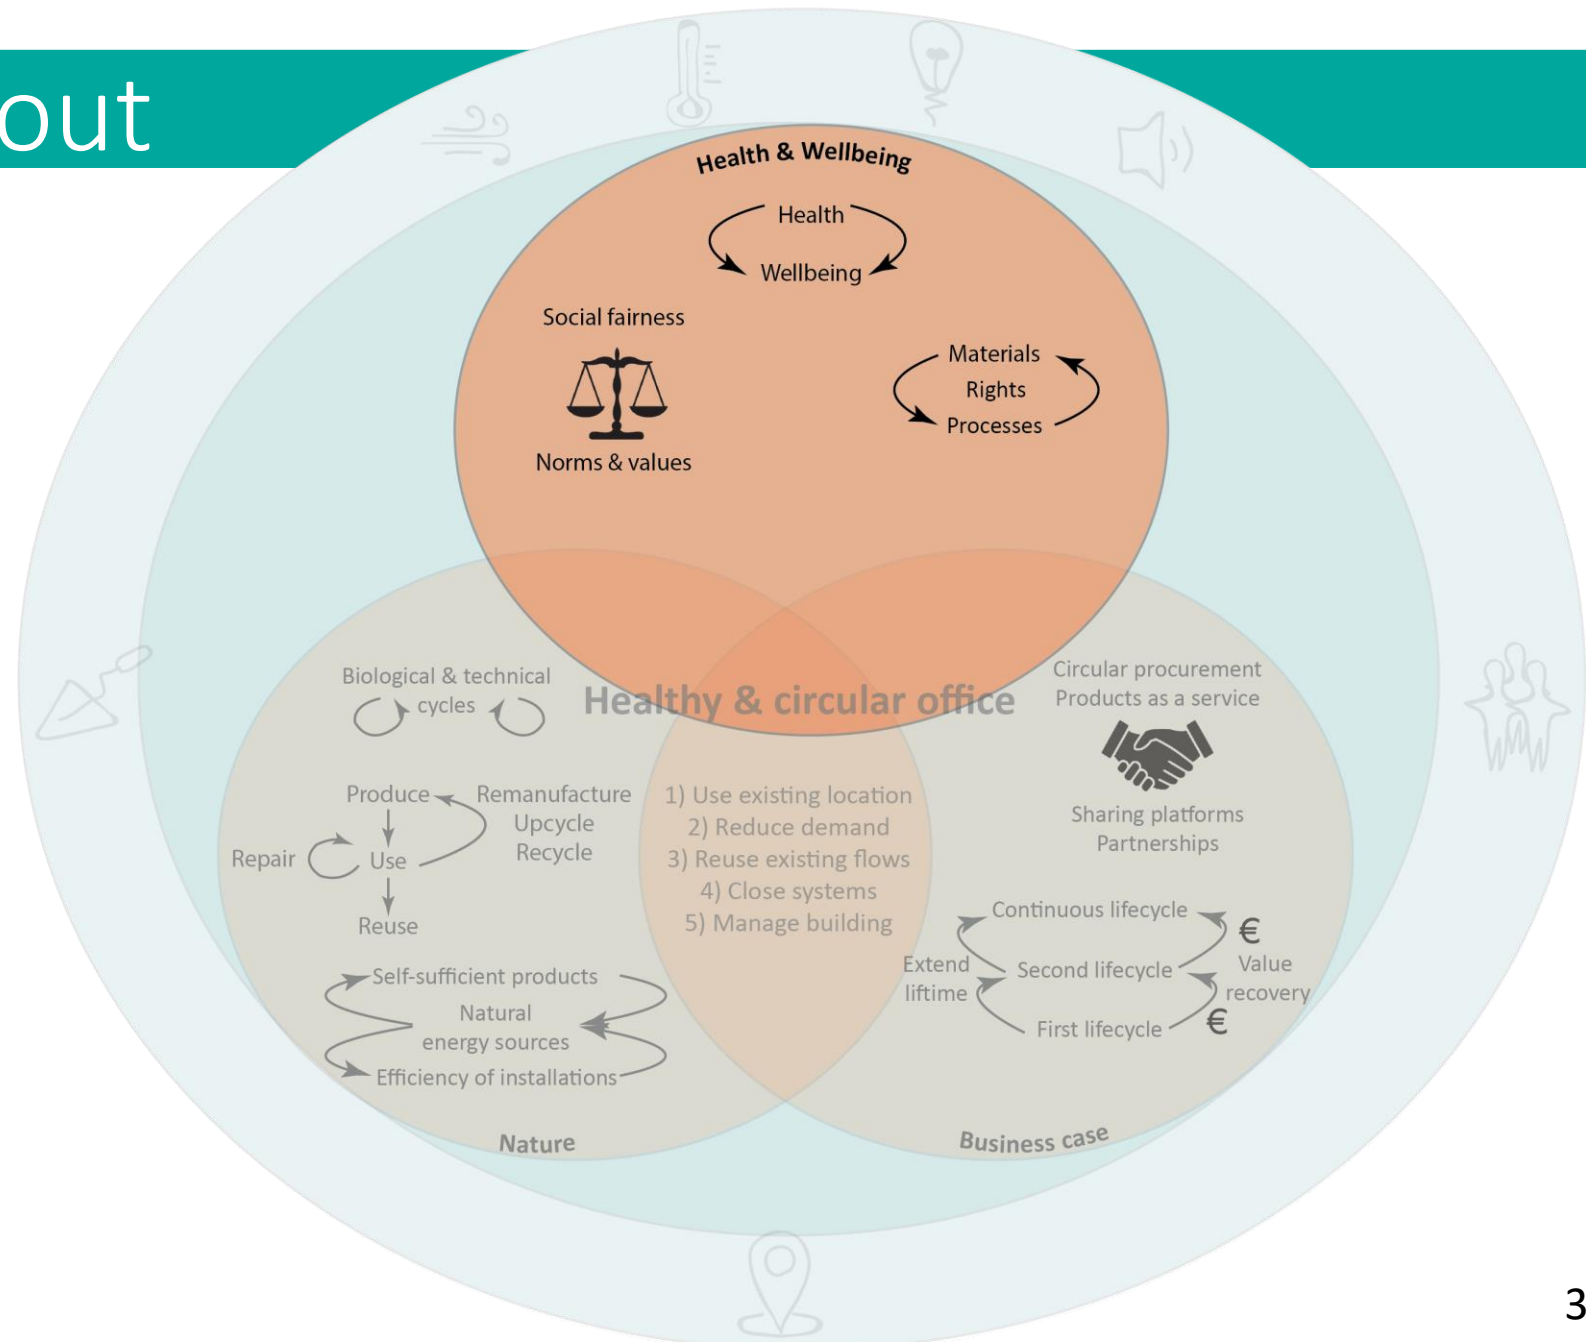 out
Health & Wellbeing
Health
Wellbeing
Social fairness
Norms & values
Materials
Rights
Processes
Healthy & circular office
Biological & technical
cycles
Produce
Remanufacture
Upcycle
Recycle
Repair
Use
Reuse
Self-sufficient products
Natural
energy sources
Efficiency of installations
Nature
1) Use existing location
2) Reduce demand
3) Reuse existing flows
4) Close systems
5) Manage building
Circular procurement
Products as a service
Sharing platforms
Partnerships
Continuous lifecycle
€
Extend
liftime
Second lifecycle
Value
recovery
First lifecycle
€
Business case
3